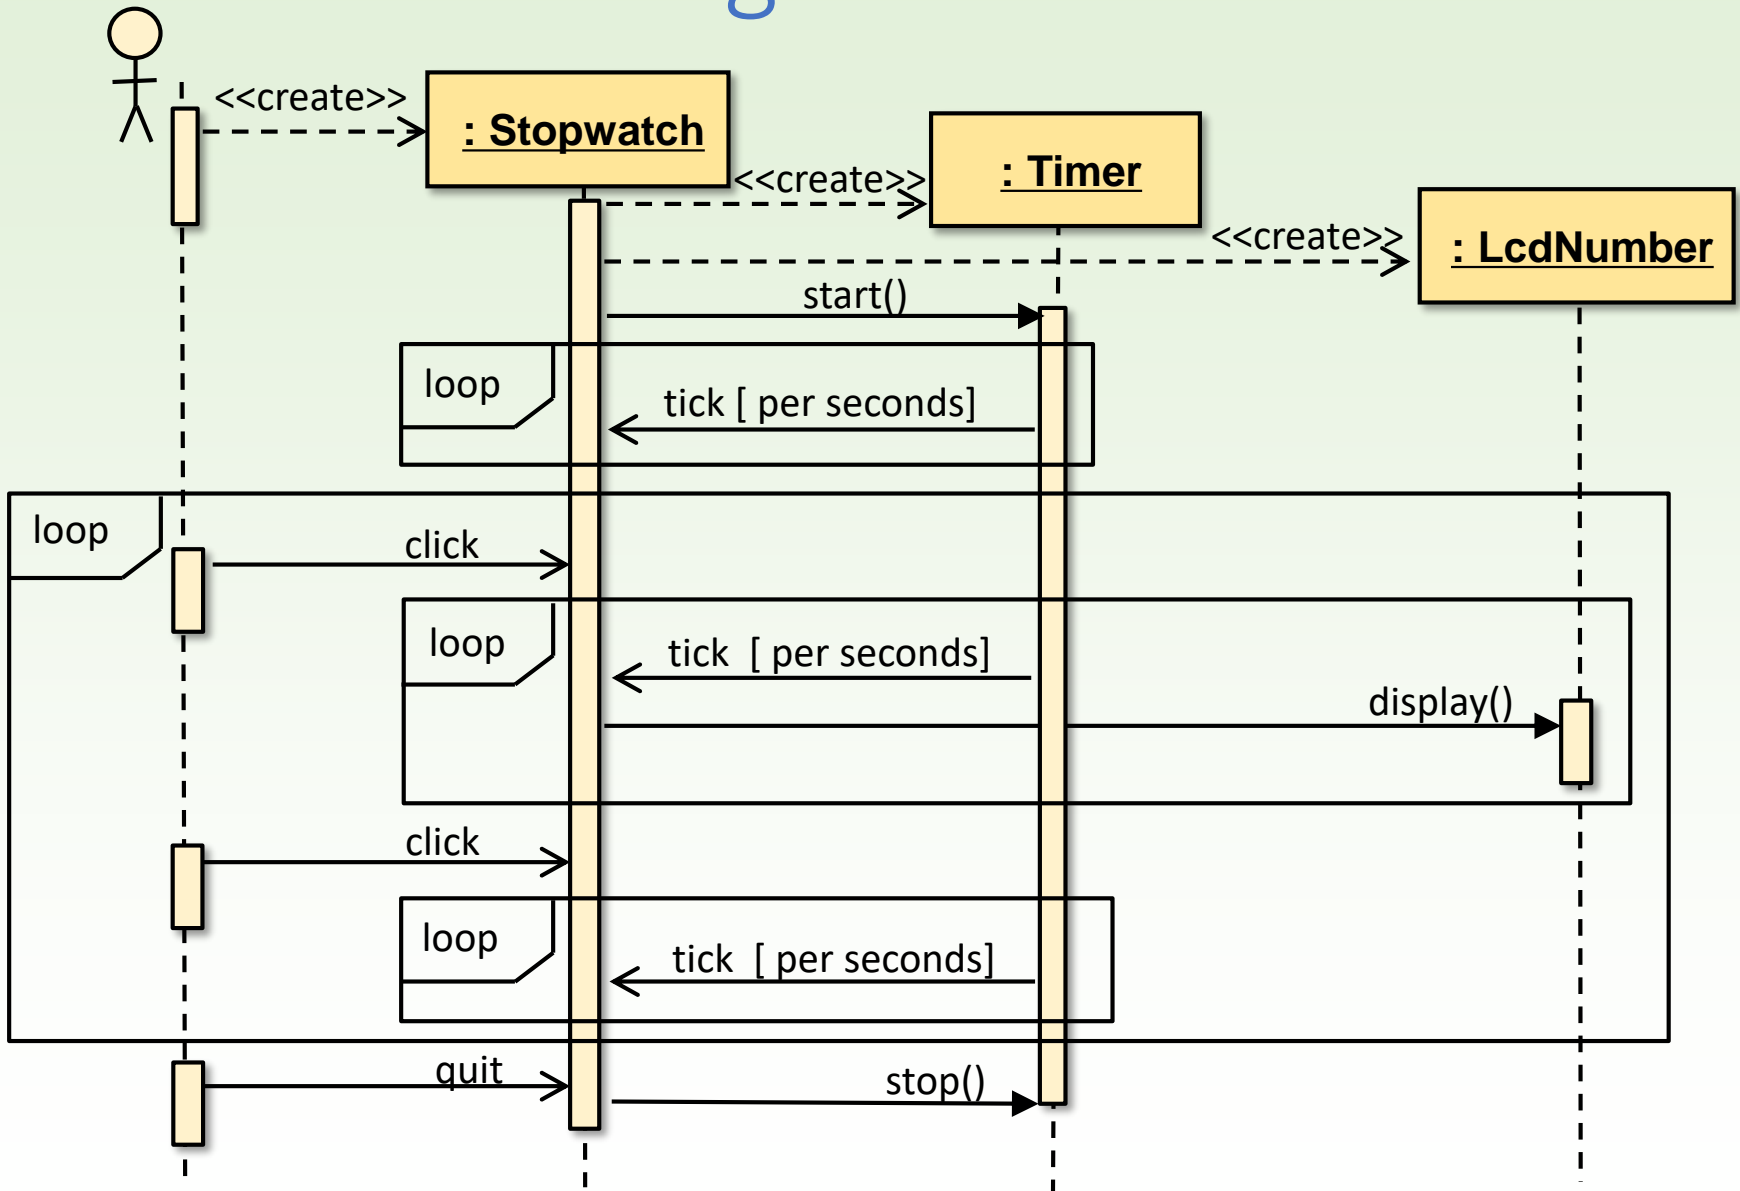 <<create>>
: Stopwatch
<<create>>
: Timer
<<create>>
: LcdNumber
start()
loop
tick [ per seconds]
loop
click
loop
tick [ per seconds]
display()
click
loop
tick [ per seconds]
quit
stop()